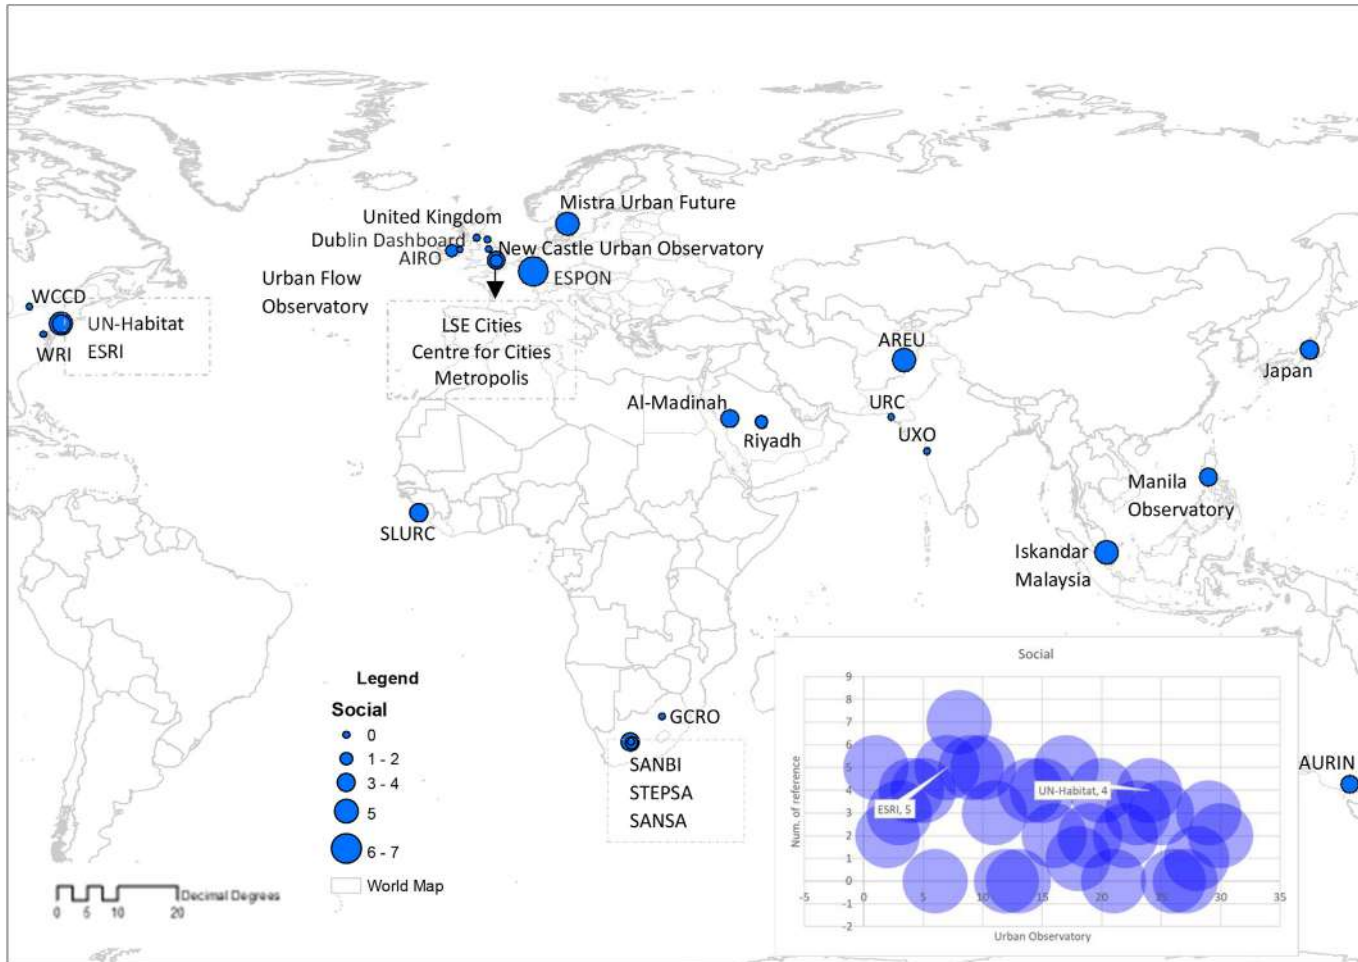 Mistra Urban Future
United Kingdom
Dublin Dashboard
New Castle Urban Observatory
AIRO
ESPON
Urban Flow
Observatory
WCCD
UN-Habitat
ESRI
WRI
LSE Cities
Centre for Cities
Metropolis
AREU
Japan
Al-Madinah
Riyadh
URC
UXO
Manila
Observatory
SLURC
Iskandar
Malaysia
GCRO
SANBI
STEPSA
SANSA
AURIN
Legend
Social
0
1 - 2
3 - 4
5
6 - 7
World Map
Decimal Degrees
0 5 10 20
Social
Num. of reference
9
8
7
6
5
4
3
2
1
0
-1
-2
ESRI, 5
UN-Habitat, 4
-5 0 5 10 15 20 25 30 35
Urban Observatory